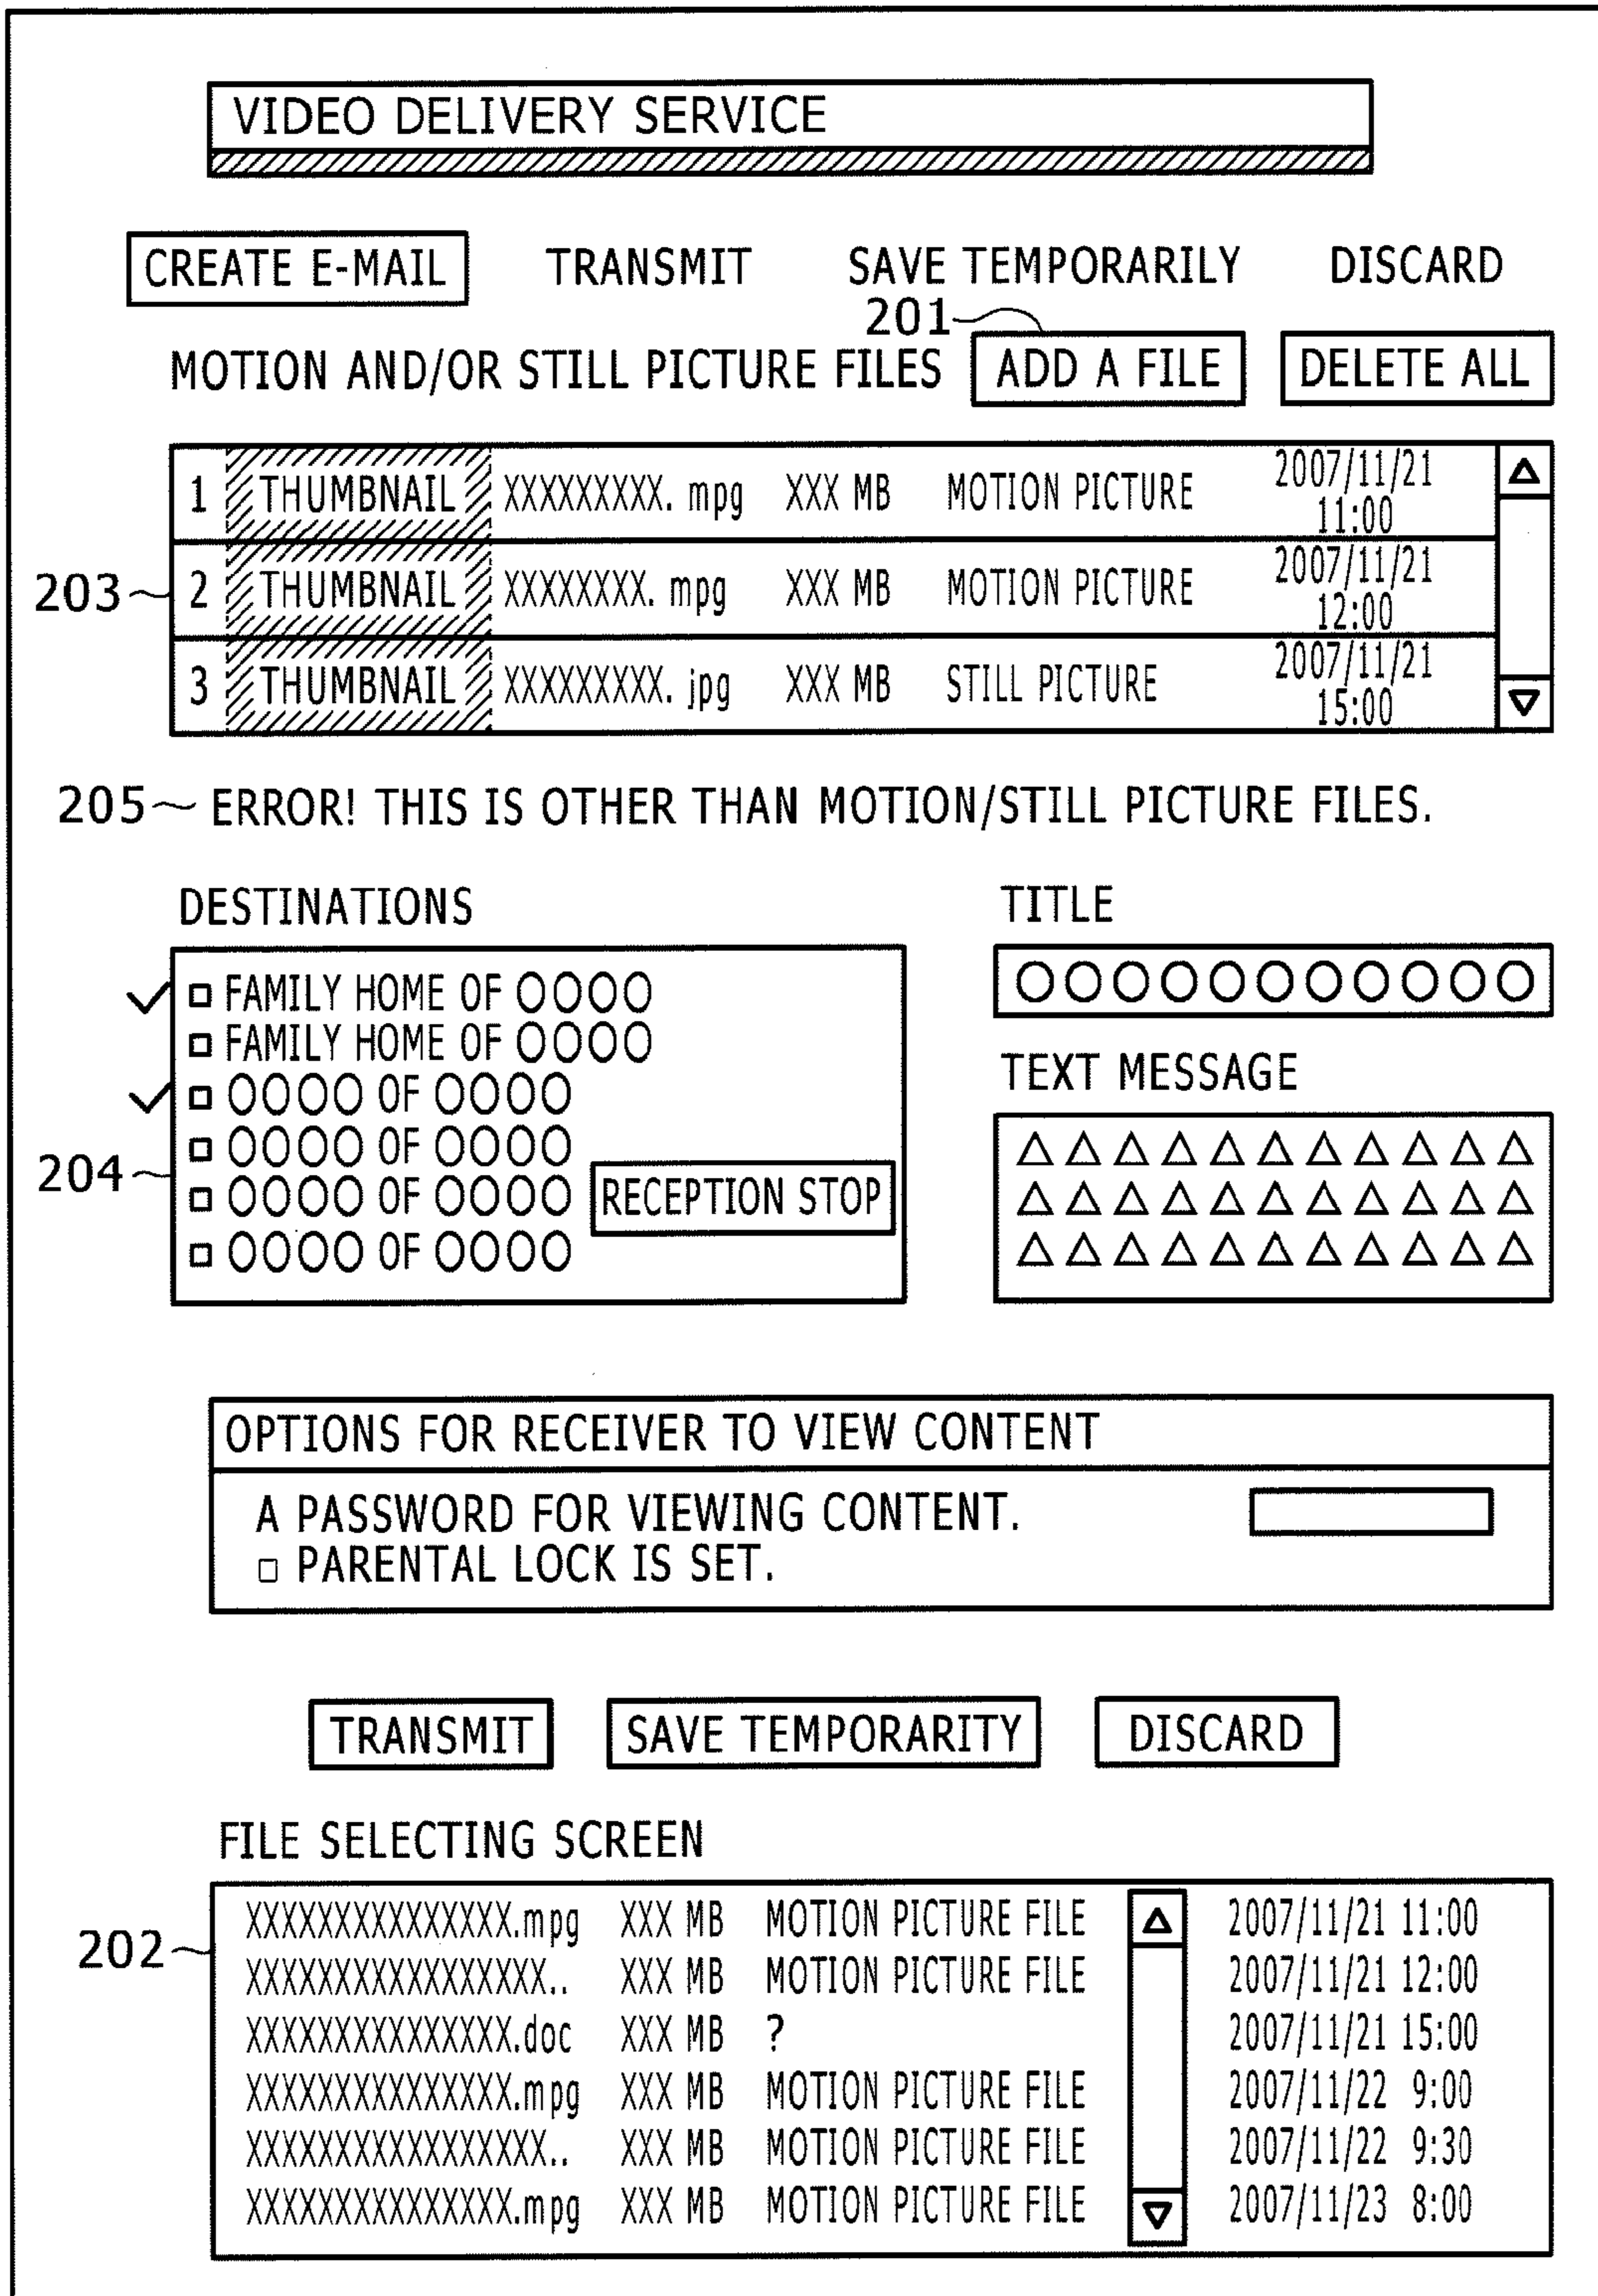 VIDEO DELIVERY SERVICE
CREATE E-MAIL TRANSMIT SAVE TEMPORARILY DISCARD
201
MOTION AND/OR STILL PICTURE FILES ADD A FILE DELETE ALL
1 THUMBNAIL XXXXXXXXX. mpg XXX MB MOTION PICTURE 2007/11/21 11:00
203
2 THUMBNAIL XXXXXXXX. mpg XXX MB MOTION PICTURE 2007/11/21 12:00
3 THUMBNAIL XXXXXXXXX. jpg XXX MB STILL PICTURE 2007/11/21 15:00
205 ERROR! THIS IS OTHER THAN MOTION/STILL PICTURE FILES.
DESTINATIONS
FAMILY HOME OF OOOO
FAMILY HOME OF OOOO
OOOO OF OOOO
OOOO OF OOOO
204
OOOO OF OOOO RECEPTION STOP
OOOO OF OOOO
TITLE
OOOOOOOOOOO
TEXT MESSAGE
△△△△△△△△△△△
△△△△△△△△△△△
△△△△△△△△△△△
OPTIONS FOR RECEIVER TO VIEW CONTENT
A PASSWORD FOR VIEWING CONTENT.
PARENTAL LOCK IS SET.
TRANSMIT SAVE TEMPORARITY DISCARD
FILE SELECTING SCREEN
202
XXXXXXXXXXXXXXX.mpg XXX MB MOTION PICTURE FILE 2007/11/21 11:00
XXXXXXXXXXXXXXXXX.. XXX MB MOTION PICTURE FILE 2007/11/21 12:00
XXXXXXXXXXXXXXX.doc XXX MB ? 2007/11/21 15:00
XXXXXXXXXXXXXXX.mpg XXX MB MOTION PICTURE FILE 2007/11/22 9:00
XXXXXXXXXXXXXXXXX.. XXX MB MOTION PICTURE FILE 2007/11/22 9:30
XXXXXXXXXXXXXXX.mpg XXX MB MOTION PICTURE FILE 2007/11/23 8:00